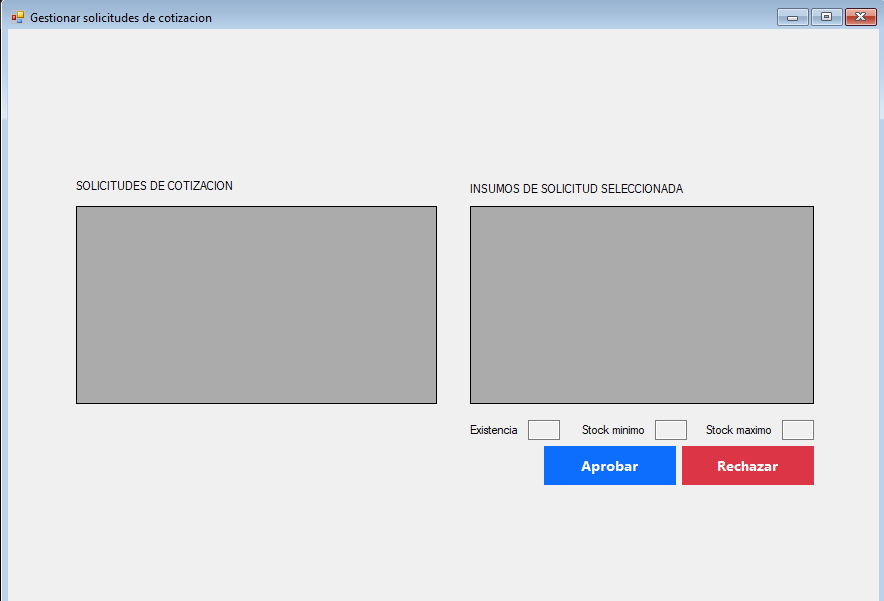 Gestionar solicitudes de cotizacion
SOLICITUDES DE COTIZACION
INSUMOS DE SOLICITUD SELECCIONADA
Existencia Stock minimo Stock maximo
Aprobar Rechazar